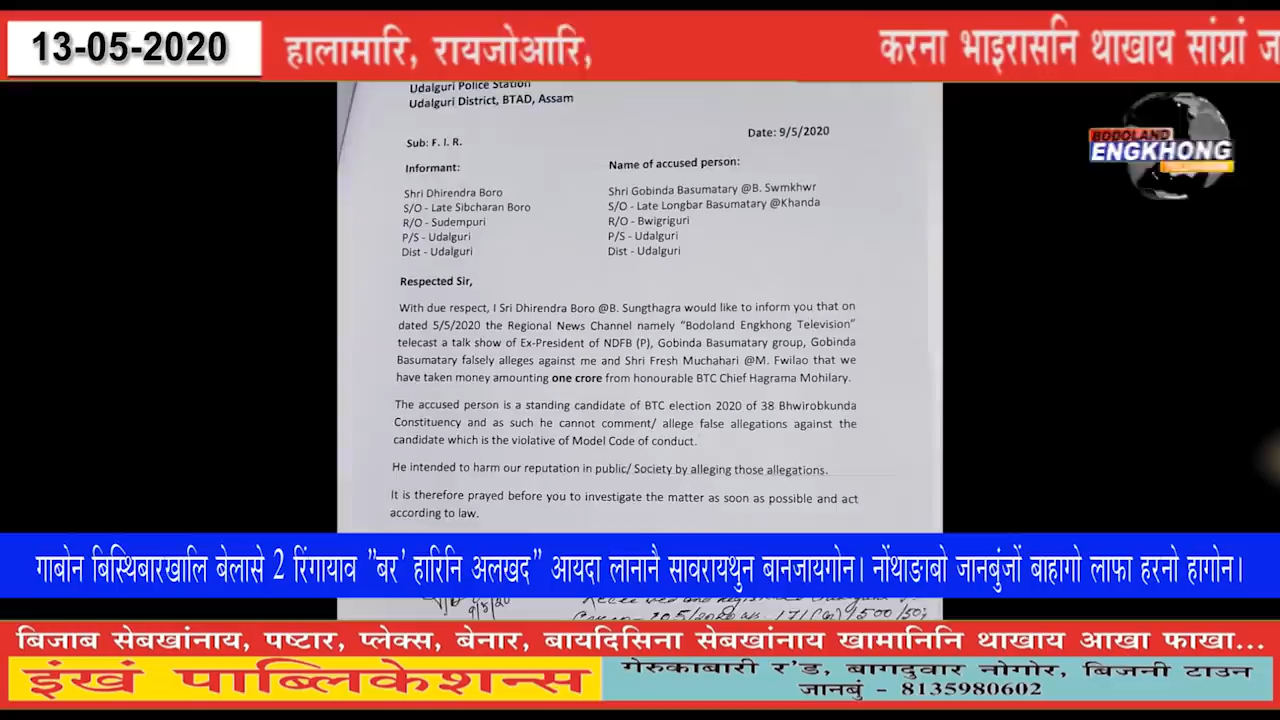 13-05-2020
हालामारि, रायजोआरि,
करना भाइरासनि थाखाय सांग्रां
BODOLAND
ENGKHONG
Udalguri Police Station
Udalguri District, BTAD, Assam
Date: 9/5/2020
Sub: F. I. R.
Informant:
Shri Dhirendra Boro
S/O - Late Sibcharan Boro
R/O - Sudempuri
P/S - Udalguri
Dist - Udalguri
Name of accused person:
Shri Gobinda Basumatary @B. Swmkhwr
S/O - Late Longbar Basumatary @Khanda
R/O - Bwigriguri
P/S - Udalguri
Dist - Udalguri
Respected Sir,
With due respect, I Sri Dhirendra Boro @B. Sungthagra would like to inform you that on
dated 5/5/2020 the Regional News Channel namely “Bodoland Engkhong Television”
telecast a talk show of Ex-President of NDFB (P), Gobinda Basumatary group, Gobinda
Basumatary falsely alleges against me and Shri Fresh Muchahari @M. Fwilao that we
have taken money amounting one crore from honourable BTC Chief Hagrama Mohilary.
The accused person is a standing candidate of BTC election 2020 of 38 Bhwirobkunda
Constituency and as such he cannot comment/ allege false allegations against the
candidate which is the violative of Model Code of conduct.
He intended to harm our reputation in public/ Society by alleging those allegations.
It is therefore prayed before you to investigate the matter as soon as possible and act
according to law.
गाबोन बिस्थिबारखालि बेलासे 2 रिंगायाव "बर' हारिनि अलखद" आयदा लानानै सावरायथुन बानजायगोन। नोंथाङाबो जानबुंजों बाहागो लाफा हरनो हागोन।
बिजाब सेबखांनाय, पष्टार, प्लेक्स, बेनार, बायदिसिना सेबखांनाय खामानिनि थाखाय आखा फाखा...
इंखं पाब्लिकेशन्स
गेरुकाबारी र'ड, बागदुवार नोगोर, बिजनी टाउन
जानबुं - 8135980602